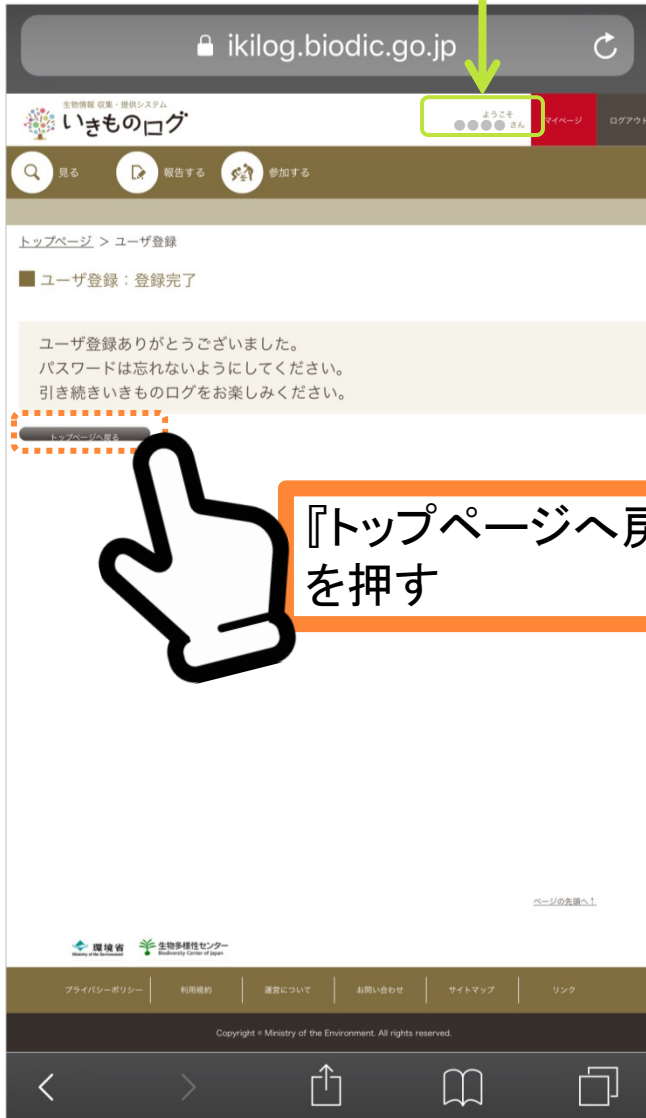 ikilog.biodic.go.jp
生物情報 収集・提供システム
いきものログ
ようこそ
●●●● さん
マイページ
ログアウト
見る
報告する
参加する
トップページ > ユーザ登録
■ ユーザ登録：登録完了
ユーザ登録ありがとうございました。
パスワードは忘れないようにしてください。
引き続きいきものログをお楽しみください。
トップページへ戻る
『トップページへ戻
を押す
ページの先頭へ↑
環境省
Ministry of the Environment
生物多様性センター
Biodiversity Center of Japan
プライバシーポリシー
利用規約
運営について
お問い合わせ
サイトマップ
リンク
Copyright © Ministry of the Environment. All rights reserved.